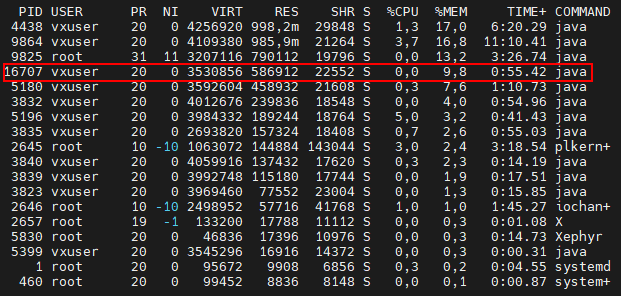 PID USER PR NI VIRT RES SHR S %CPU %MEM TIME+ COMMAND
4438 vxuser 20 0 4256920 998,2m 29848 S 1,3 17,0 6:20.29 java
9864 vxuser 20 0 4109380 985,9m 21264 S 3,7 16,8 11:10.41 java
9825 root 31 11 3207116 790112 19796 S 0,0 13,2 3:26.74 java
16707 vxuser 20 0 3530856 586912 22552 S 0,0 9,8 0:55.42 java
5180 vxuser 20 0 3592604 458932 21608 S 0,3 7,6 1:10.73 java
3832 vxuser 20 0 4012676 239836 18548 S 0,0 4,0 0:54.96 java
5196 vxuser 20 0 3984332 189244 18764 S 5,0 3,2 0:41.43 java
3835 vxuser 20 0 2693820 157324 18408 S 0,7 2,6 0:55.03 java
2645 root 10 -10 1063072 144884 143044 S 3,0 2,4 3:18.54 plkern+
3840 vxuser 20 0 4059916 137432 17620 S 0,3 2,3 0:14.19 java
3839 vxuser 20 0 3992748 115180 17744 S 0,0 1,9 0:17.51 java
3823 vxuser 20 0 3969460 77552 23004 S 0,0 1,3 0:15.85 java
2646 root 10 -10 2498952 57716 41768 S 1,0 1,0 1:45.27 iochan+
2657 root 19 -1 133200 17788 11112 S 0,0 0,3 0:01.08 X
5830 root 20 0 46836 17396 10976 S 0,0 0,3 0:14.73 Xephyr
5399 vxuser 20 0 3545296 16916 14372 S 0,0 0,3 0:00.31 java
1 root 20 0 95672 9908 6856 S 0,3 0,2 0:04.55 systemd
460 root 20 0 99452 8836 8148 S 0,0 0,1 0:00.87 system+